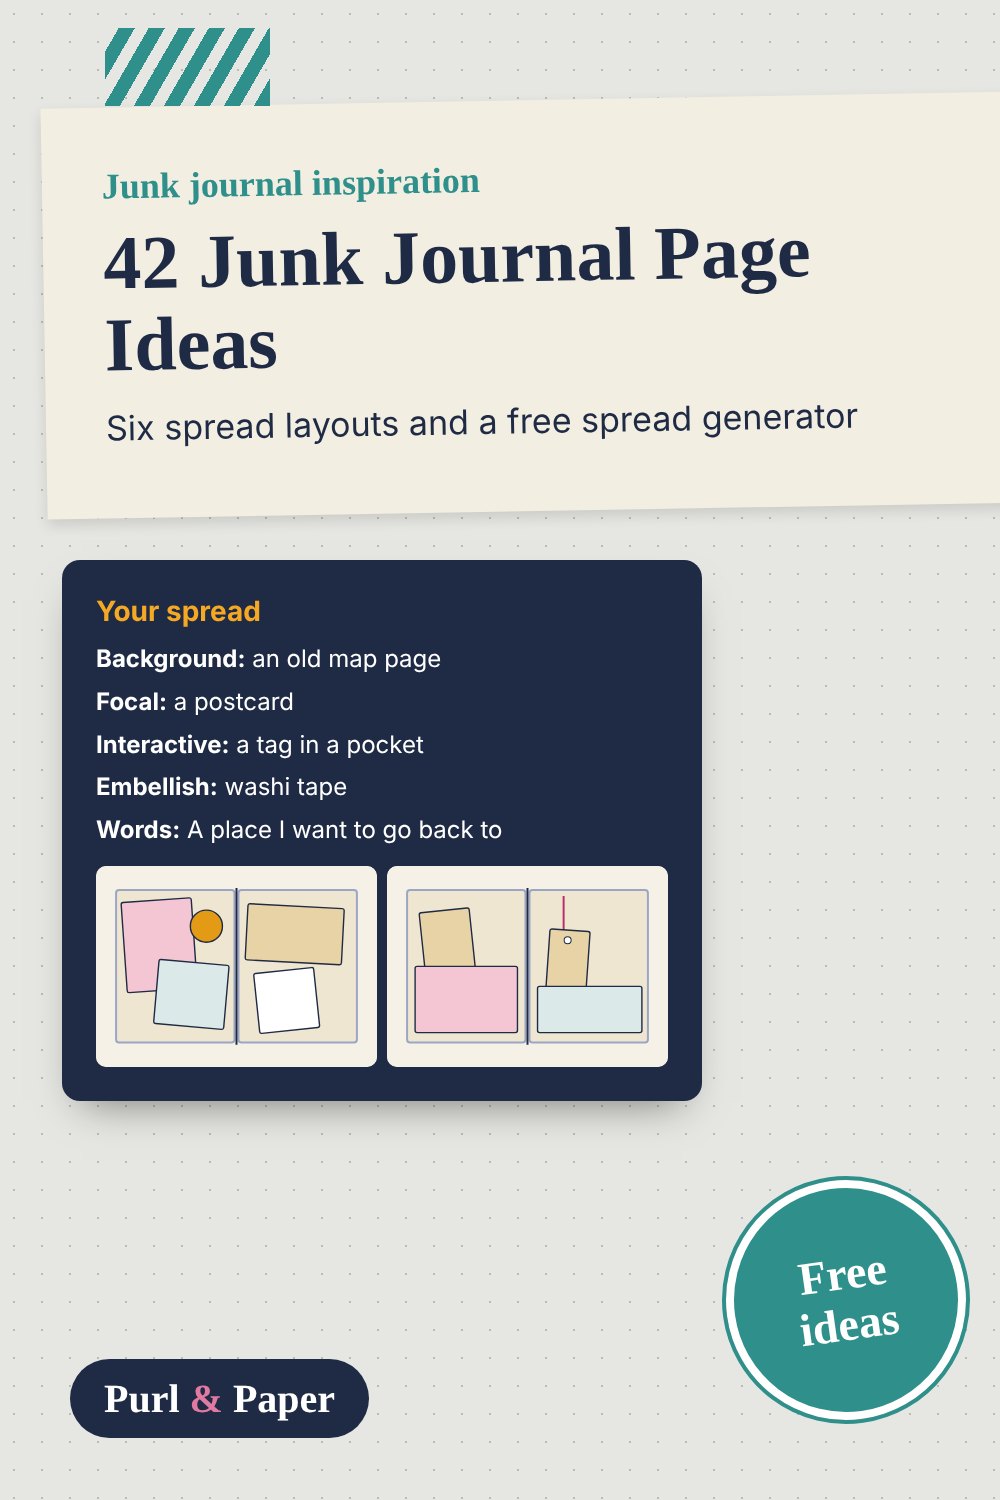 Junk journal inspiration
42 Junk Journal Page
Ideas
Six spread layouts and a free spread generator
Your spread
Background: an old map page
Focal: a postcard
Interactive: a tag in a pocket
Embellish: washi tape
Words: A place I want to go back to
Free
ideas
Purl & Paper